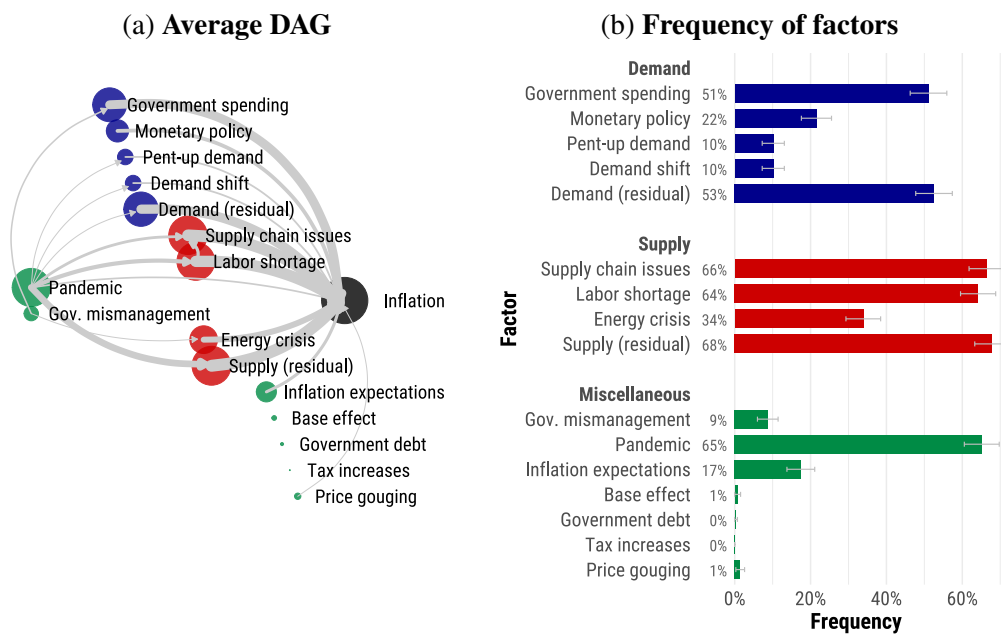 (a) Average DAG
Government spending
Monetary policy
Pent-up demand
Demand shift
Demand (residual)
Supply chain issues
Labor shortage
Pandemic
Inflation
Gov. mismanagement
Energy crisis
Supply (residual)
Inflation expectations
Base effect
Government debt
Tax increases
Price gouging
(b) Frequency of factors
Factor
Demand
Government spending 51%
Monetary policy 22%
Pent-up demand 10%
Demand shift 10%
Demand (residual) 53%
Supply
Supply chain issues 66%
Labor shortage 64%
Energy crisis 34%
Supply (residual) 68%
Miscellaneous
Gov. mismanagement 9%
Pandemic 65%
Inflation expectations 17%
Base effect 1%
Government debt 0%
Tax increases 0%
Price gouging 1%
0% 20% 40% 60%
Frequency